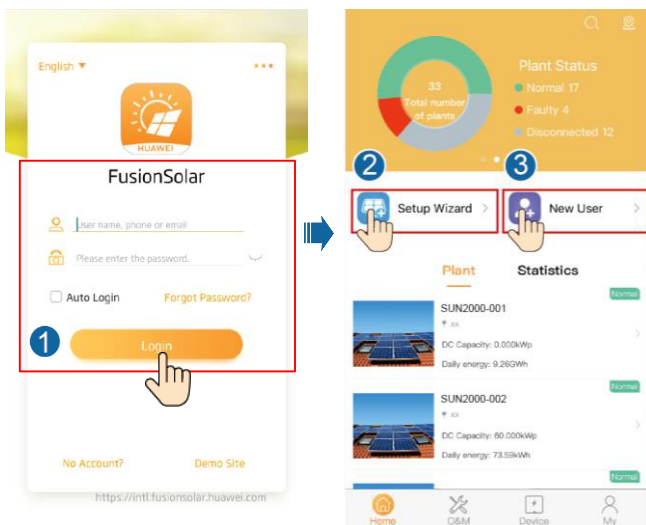 English ▼
HUAWEI
FusionSolar
User name, phone or email
Please enter the password.
Auto Login
Forgot Password?
1
Login
No Account?
Demo Site
https://intl.fusionsolar.huawei.com
33
Total number
of plants
Plant Status
Normal 17
Faulty 4
Disconnected 12
2
3
Setup Wizard >
New User >
Plant
Statistics
Normal
SUN2000-001
xx
DC Capacity: 0.000kWp
Daily energy: 9.26GWh
Normal
SUN2000-002
xx
DC Capacity: 60.000kWp
Daily energy: 73.59kWh
Normal
Home
O&M
Device
My